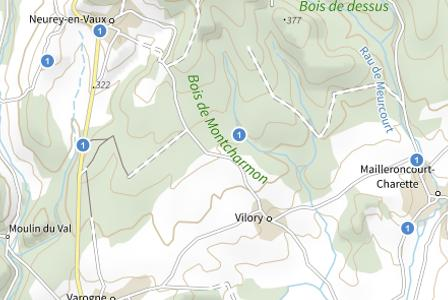 Bois de dessus
Neurey-en-Vaux
377
1
1
322
Rau de Meurcourt
Bois de Montcharmon
1
1
1
Mailleroncourt-
Charette
Vilory
1
Moulin du Val
Varogne